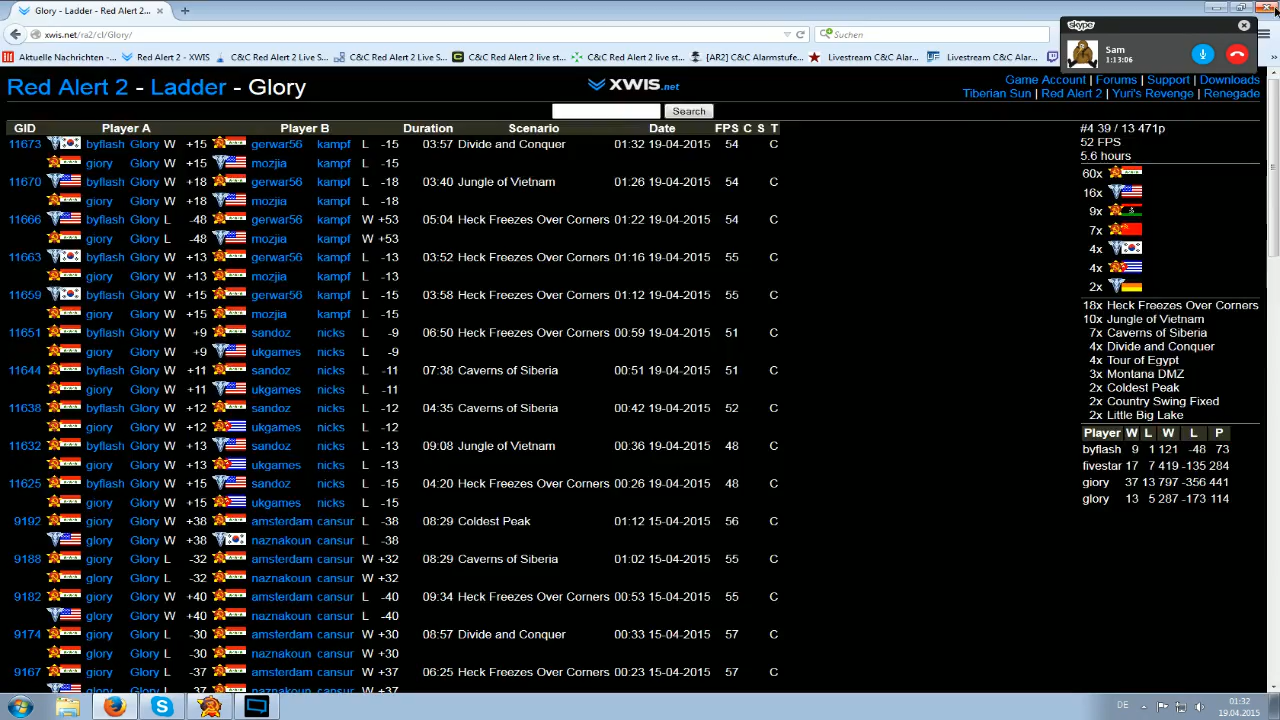 Glory - Ladder - Red Alert 2...
xwis.net/ra2/cl/Glory/
Suchen
skype
Sam
1:13:06
Aktuelle Nachrichten -... Red Alert 2 - XWIS C&C Red Alert 2 Live S... C&C Red Alert 2 Live S... C&C Red Alert 2 live st... C&C Red Alert 2 live st... [AR2] C&C Alarmstufe... Livestream C&C Alar... Livestream C&C Alar...
Red Alert 2 - Ladder - Glory
XWIS.net
Game Account | Forums | Support | Downloads
Tiberian Sun | Red Alert 2 | Yuri's Revenge | Renegade
Search
GID Player A Player B Duration Scenario Date FPS C S T
11673 byflash Glory W +15 gerwar56 kampf L -15 03:57 Divide and Conquer 01:32 19-04-2015 54 C
giory Glory W +15 mozjia kampf L -15
11670 byflash Glory W +18 gerwar56 kampf L -18 03:40 Jungle of Vietnam 01:26 19-04-2015 54 C
giory Glory W +18 mozjia kampf L -18
11666 byflash Glory L -48 gerwar56 kampf W +53 05:04 Heck Freezes Over Corners 01:22 19-04-2015 54 C
giory Glory L -48 mozjia kampf W +53
11663 byflash Glory W +13 gerwar56 kampf L -13 03:82 Heck Freezes Over Corners 01:16 19-04-2015 55 C
giory Glory W +13 mozjia kampf L -13
11659 byflash Glory W +15 gerwar56 kampf L -15 03:58 Heck Freezes Over Corners 01:12 19-04-2015 55 C
giory Glory W +15 mozjia kampf L -15
11651 byflash Glory W +9 sandoz nicks L -9 06:50 Heck Freezes Over Corners 00:59 19-04-2015 51 C
giory Glory W +9 ukgames nicks L -9
11644 byflash Glory W +11 sandoz nicks L -11 07:38 Caverns of Siberia 00:51 19-04-2015 51 C
giory Glory W +11 ukgames nicks L -11
11638 byflash Glory W +12 sandoz nicks L -12 04:35 Caverns of Siberia 00:42 19-04-2015 52 C
giory Glory W +12 ukgames nicks L -12
11632 byflash Glory W +13 sandoz nicks L -13 09:08 Jungle of Vietnam 00:36 19-04-2015 48 C
giory Glory W +13 ukgames nicks L -13
11625 byflash Glory W +15 sandoz nicks L -15 04:20 Heck Freezes Over Corners 00:26 19-04-2015 48 C
giory Glory W +15 ukgames nicks L -15
9192 glory Glory W +38 amsterdam cansur L -38 08:29 Coldest Peak 01:12 15-04-2015 56 C
giory Glory W +38 naznakoun cansur L -38
9188 glory Glory L -32 amsterdam cansur W +32 08:29 Caverns of Siberia 01:02 15-04-2015 55 C
giory Glory L -32 naznakoun cansur W +32
9182 glory Glory W +40 amsterdam cansur L -40 09:34 Heck Freezes Over Corners 00:53 15-04-2015 55 C
giory Glory W +40 naznakoun cansur L -40
9174 giory Glory L -30 amsterdam cansur W +30 08:57 Divide and Conquer 00:33 15-04-2015 57 C
glory Glory L -30 naznakoun cansur W +30
9167 giory Glory L -37 amsterdam cansur W +37 06:25 Heck Freezes Over Corners 00:23 15-04-2015 57 C
glory Glory L -37 naznakoun cansur W +37
#4 39 / 13 471p
52 FPS
5.6 hours
60x
16x
9x
7x
4x
4x
2x
18x Heck Freezes Over Corners
10x Jungle of Vietnam
7x Caverns of Siberia
4x Divide and Conquer
4x Tour of Egypt
3x Montana DMZ
2x Coldest Peak
2x Country Swing Fixed
2x Little Big Lake
Player W L W L P
byflash 9 1 121 -48 73
fivestar 17 7 419 -135 284
giory 37 13 797 -356 441
glory 13 5 287 -173 114
DE
01:32
19.04.2015